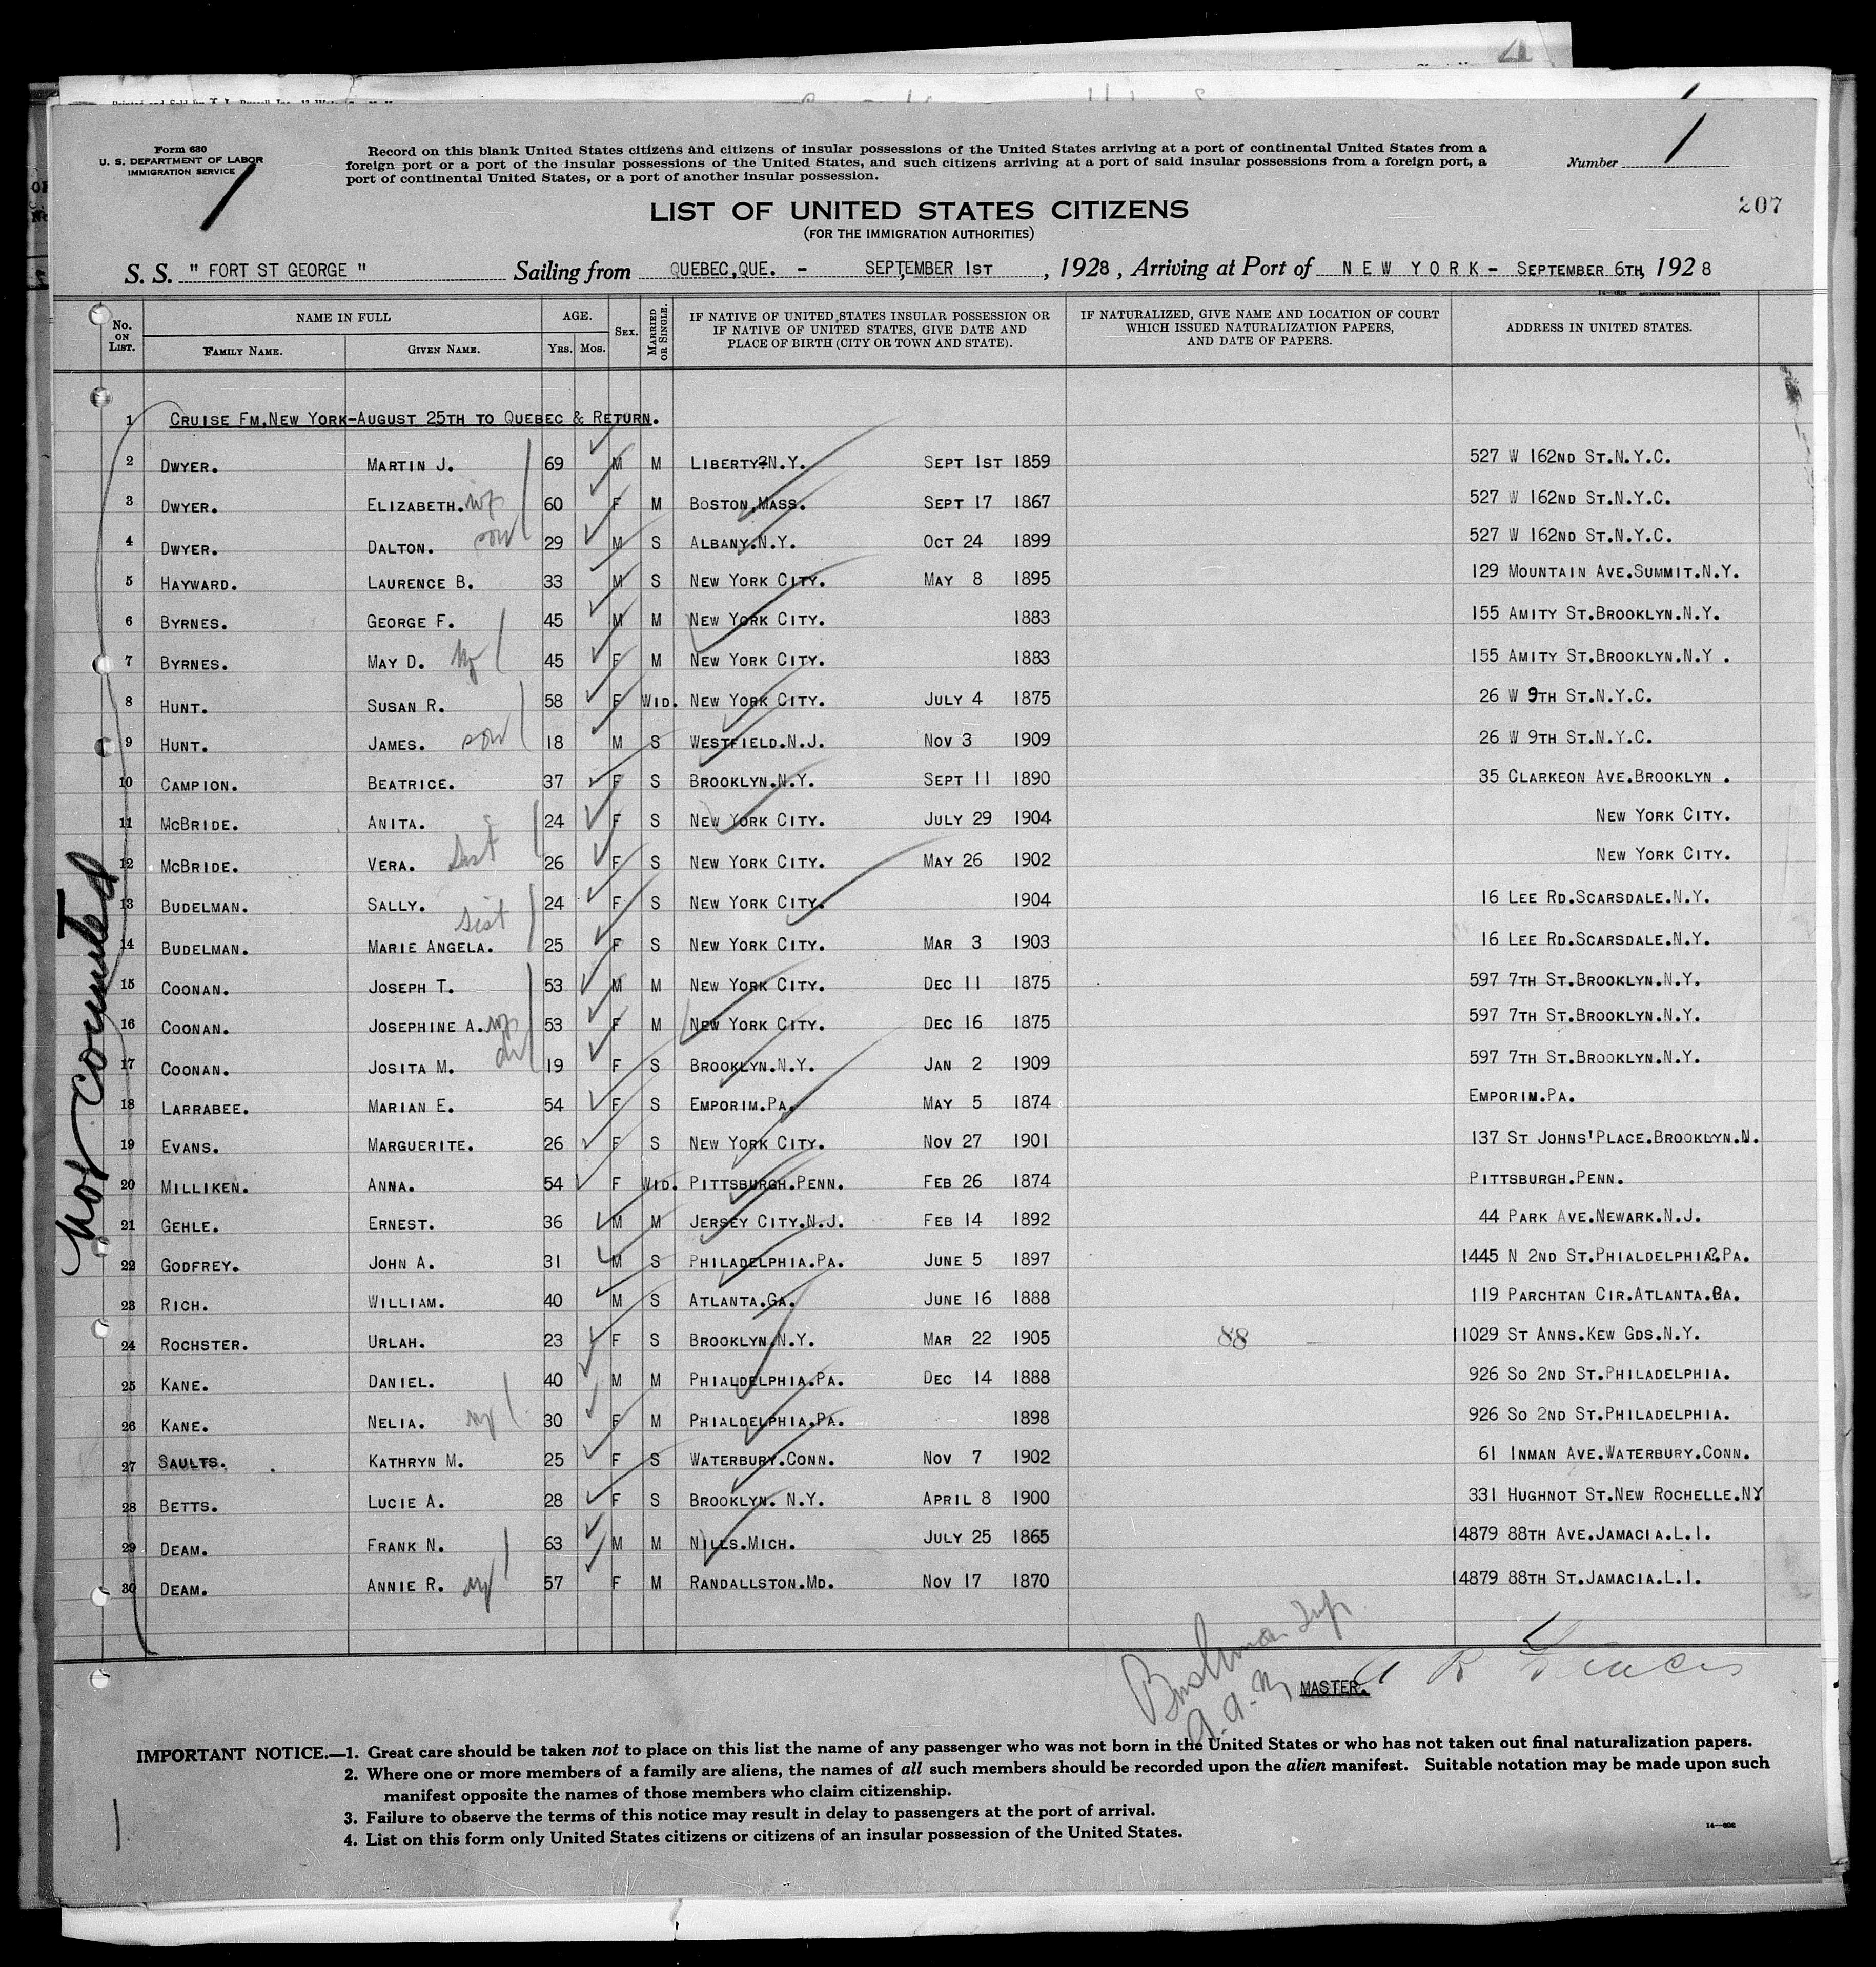 Form 630
U. S. DEPARTMENT OF LABOR
IMMIGRATION SERVICE
1
Record on this blank United States citizens and citizens of insular possessions of the United States arriving at a port of continental United States from a
foreign port or a port of the insular possessions of the United States, and such citizens arriving at a port of said insular possessions from a foreign port, a
port of continental United States, or a port of another insular possession.
Number 1
207
LIST OF UNITED STATES CITIZENS
(FOR THE IMMIGRATION AUTHORITIES)
S. S. " FORT ST GEORGE " Sailing from QUEBEC,QUE. - SEPTEMBER 1ST , 1928 , Arriving at Port of NEW YORK- SEPTEMBER 6TH, 1928
No. ON LIST. NAME IN FULL AGE. SEX. MARRIED OR SINGLE. IF NATIVE OF UNITED STATES INSULAR POSSESSION OR IF NATIVE OF UNITED STATES, GIVE DATE AND PLACE OF BIRTH (CITY OR TOWN AND STATE). IF NATURALIZED, GIVE NAME AND LOCATION OF COURT WHICH ISSUED NATURALIZATION PAPERS, AND DATE OF PAPERS. ADDRESS IN UNITED STATES.
FAMILY NAME. GIVEN NAME. YRS. MOS.
1 CRUISE FM.NEW YORK-AUGUST 25TH TO QUEBEC & RETURN.
2 DWYER. MARTIN J. 69 M M LIBERTY?N.Y. SEPT 1ST 1859 527 W 162ND ST.N.Y.C.
3 DWYER. ELIZABETH. wf 60 F M BOSTON.MASS. SEPT 17 1867 527 W 162ND ST.N.Y.C.
4 DWYER. DALTON. son 29 M S ALBANY.N.Y. OCT 24 1899 527 W 162ND ST.N.Y.C.
5 HAYWARD. LAURENCE B. 33 M S NEW YORK CITY. MAY 8 1895 129 MOUNTAIN AVE.SUMMIT.N.Y.
6 BYRNES. GEORGE F. 45 M M NEW YORK CITY. 1883 155 AMITY ST.BROOKLYN.N.Y.
7 BYRNES. MAY D. wf 45 F M NEW YORK CITY. 1883 155 AMITY ST.BROOKLYN.N.Y .
8 HUNT. SUSAN R. 58 F WID. NEW YORK CITY. JULY 4 1875 26 W 9TH ST.N.Y.C.
9 HUNT. JAMES. son 18 M S WESTFIELD.N.J. NOV 3 1909 26 W 9TH ST.N.Y.C.
10 CAMPION. BEATRICE. 37 F S BROOKLYN.N.Y. SEPT 11 1890 35 CLARKEON AVE.BROOKLYN .
11 MCBRIDE. ANITA. 24 F S NEW YORK CITY. JULY 29 1904 NEW YORK CITY.
12 MCBRIDE. VERA. sist 26 F S NEW YORK CITY. MAY 26 1902 NEW YORK CITY.
13 BUDELMAN. SALLY. 24 F S NEW YORK CITY. 1904 16 LEE RD.SCARSDALE.N.Y.
14 BUDELMAN. MARIE ANGELA. sist 25 F S NEW YORK CITY. MAR 3 1903 16 LEE RD.SCARSDALE.N.Y.
15 COONAN. JOSEPH T. 53 M M NEW YORK CITY. DEC 11 1875 597 7TH ST.BROOKLYN.N.Y.
16 COONAN. JOSEPHINE A. wf 53 F M NEW YORK CITY. DEC 16 1875 597 7TH ST.BROOKLYN.N.Y.
17 COONAN. JOSITA M. da 19 F S BROOKLYN.N.Y. JAN 2 1909 597 7TH ST.BROOKLYN.N.Y.
18 LARRABEE. MARIAN E. 54 F S EMPORIM.PA. MAY 5 1874 EMPORIM.PA.
19 EVANS. MARGUERITE. 26 F S NEW YORK CITY. NOV 27 1901 137 ST JOHNS'PLACE.BROOKLYN.N.
20 MILLIKEN. ANNA. 54 F WID. PITTSBURGH.PENN. FEB 26 1874 PITTSBURGH.PENN.
21 GEHLE. ERNEST. 36 M M JERSEY CITY.N.J. FEB 14 1892 44 PARK AVE.NEWARK.N.J.
22 GODFREY. JOHN A. 31 M S PHILADELPHIA.PA. JUNE 5 1897 1445 N 2ND ST.PHIALDELPHIA?.PA.
23 RICH. WILLIAM. 40 M S ATLANTA.GA. JUNE 16 1888 119 PARCHTAN CIR.ATLANTA.GA.
24 ROCHSTER. URLAH. 23 F S BROOKLYN.N.Y. MAR 22 1905 88 11029 ST ANNS.KEW GDS.N.Y.
25 KANE. DANIEL. 40 M M PHIALDELPHIA.PA. DEC 14 1888 926 SO 2ND ST.PHILADELPHIA.
26 KANE. NELIA. wf 30 F M PHIALDELPHIA.PA. 1898 926 SO 2ND ST.PHILADELPHIA.
27 SAULTS. KATHRYN M. 25 F S WATERBURY.CONN. NOV 7 1902 61 INMAN AVE.WATERBURY.CONN.
28 BETTS. LUCIE A. 28 F S BROOKLYN. N.Y. APRIL 8 1900 331 HUGHNOT ST.NEW ROCHELLE.NY
29 DEAM. FRANK N. 63 M M NILLS.MICH. JULY 25 1865 14879 88TH AVE.JAMACIA.L.I.
30 DEAM. ANNIE R. wf 57 F M RANDALLSTON.MD. NOV 17 1870 14879 88TH ST.JAMACIA.L.I.
Not Counted
MASTER.
IMPORTANT NOTICE.—1. Great care should be taken not to place on this list the name of any passenger who was not born in the United States or who has not taken out final naturalization papers.
2. Where one or more members of a family are aliens, the names of all such members should be recorded upon the alien manifest. Suitable notation may be made upon such
manifest opposite the names of those members who claim citizenship.
3. Failure to observe the terms of this notice may result in delay to passengers at the port of arrival.
4. List on this form only United States citizens or citizens of an insular possession of the United States.